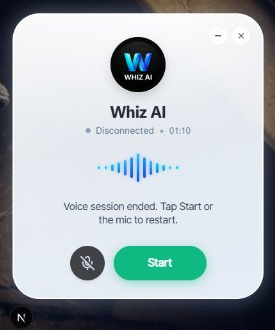 WHIZ AI
Whiz AI
Disconnected • 01:10
Voice session ended. Tap Start or
the mic to restart.
Start
N